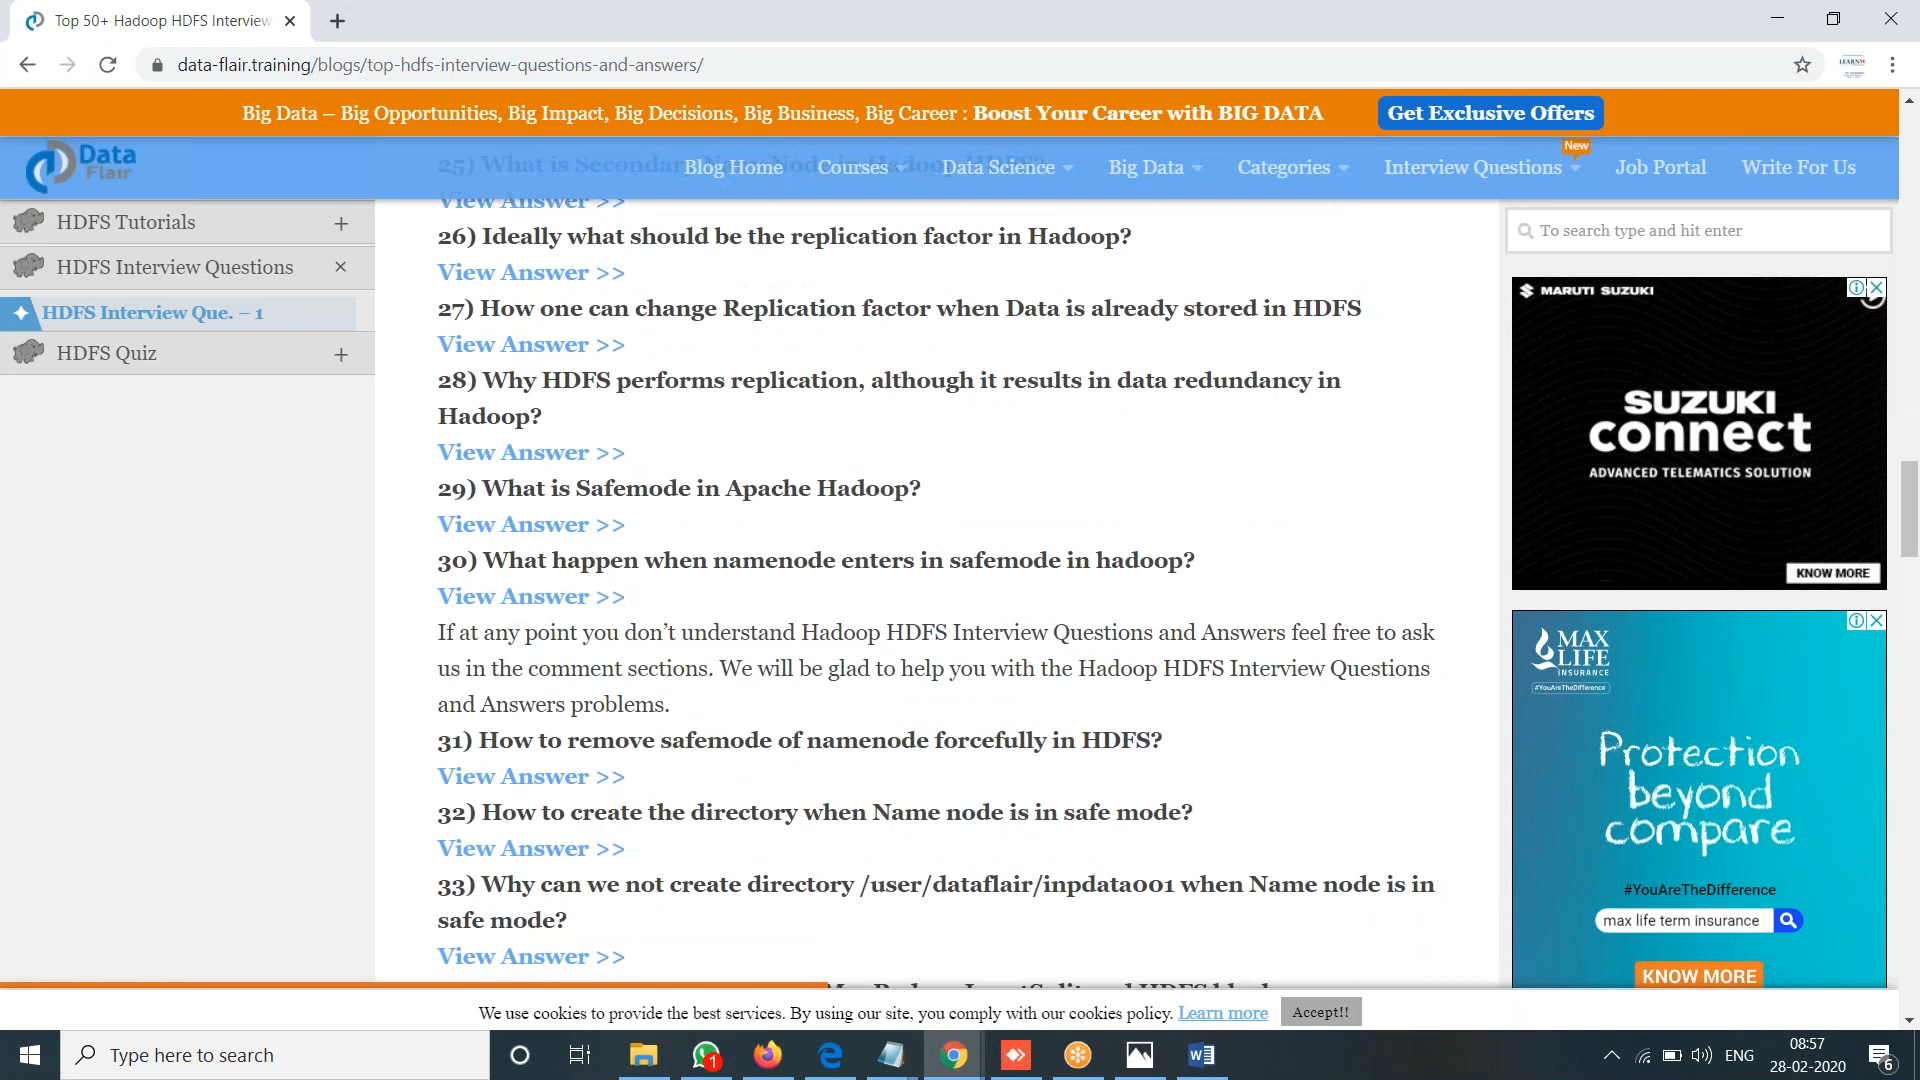 Top 50+ Hadoop HDFS Interview
data-flair.training/blogs/top-hdfs-interview-questions-and-answers/
LEARN
Big Data – Big Opportunities, Big Impact, Big Decisions, Big Business, Big Career : Boost Your Career with BIG DATA
Get Exclusive Offers
Data
Flair
Blog Home
Courses
Data Science
Big Data
Categories
Interview Questions
New
Job Portal
Write For Us
HDFS Tutorials
HDFS Interview Questions
HDFS Interview Que. – 1
HDFS Quiz
25) What is Secondary NameNode in Hadoop HDFS?
View Answer >>
26) Ideally what should be the replication factor in Hadoop?
View Answer >>
27) How one can change Replication factor when Data is already stored in HDFS
View Answer >>
28) Why HDFS performs replication, although it results in data redundancy in
Hadoop?
View Answer >>
29) What is Safemode in Apache Hadoop?
View Answer >>
30) What happen when namenode enters in safemode in hadoop?
View Answer >>
If at any point you don’t understand Hadoop HDFS Interview Questions and Answers feel free to ask
us in the comment sections. We will be glad to help you with the Hadoop HDFS Interview Questions
and Answers problems.
31) How to remove safemode of namenode forcefully in HDFS?
View Answer >>
32) How to create the directory when Name node is in safe mode?
View Answer >>
33) Why can we not create directory /user/dataflair/inpdata001 when Name node is in
safe mode?
View Answer >>
To search type and hit enter
MARUTI SUZUKI
SUZUKI
connect
ADVANCED TELEMATICS SOLUTION
KNOW MORE
MAX
LIFE
INSURANCE
#YouAreTheDifference
Protection
beyond
compare
#YouAreTheDifference
max life term insurance
KNOW MORE
We use cookies to provide the best services. By using our site, you comply with our cookies policy. Learn more
Accept!!
Type here to search
1
ENG
08:57
28-02-2020
6